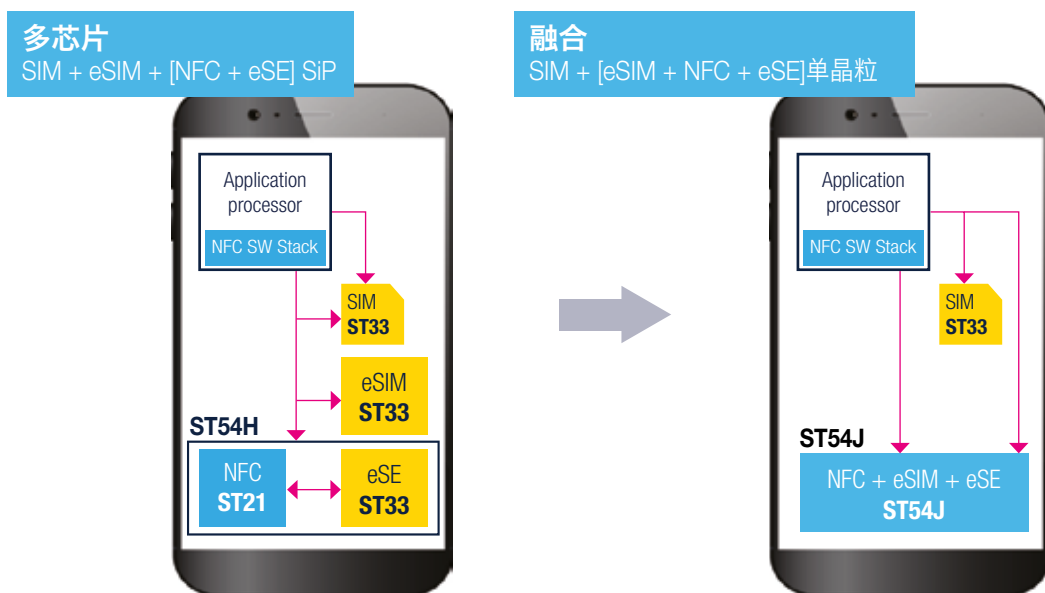 多芯片
SIM + eSIM + [NFC + eSE] SiP
Application
processor
NFC SW Stack
SIM
ST33
eSIM
ST33
ST54H
NFC
ST21
eSE
ST33
融合
SIM + [eSIM + NFC + eSE]单晶粒
Application
processor
NFC SW Stack
SIM
ST33
ST54J
NFC + eSIM + eSE
ST54J